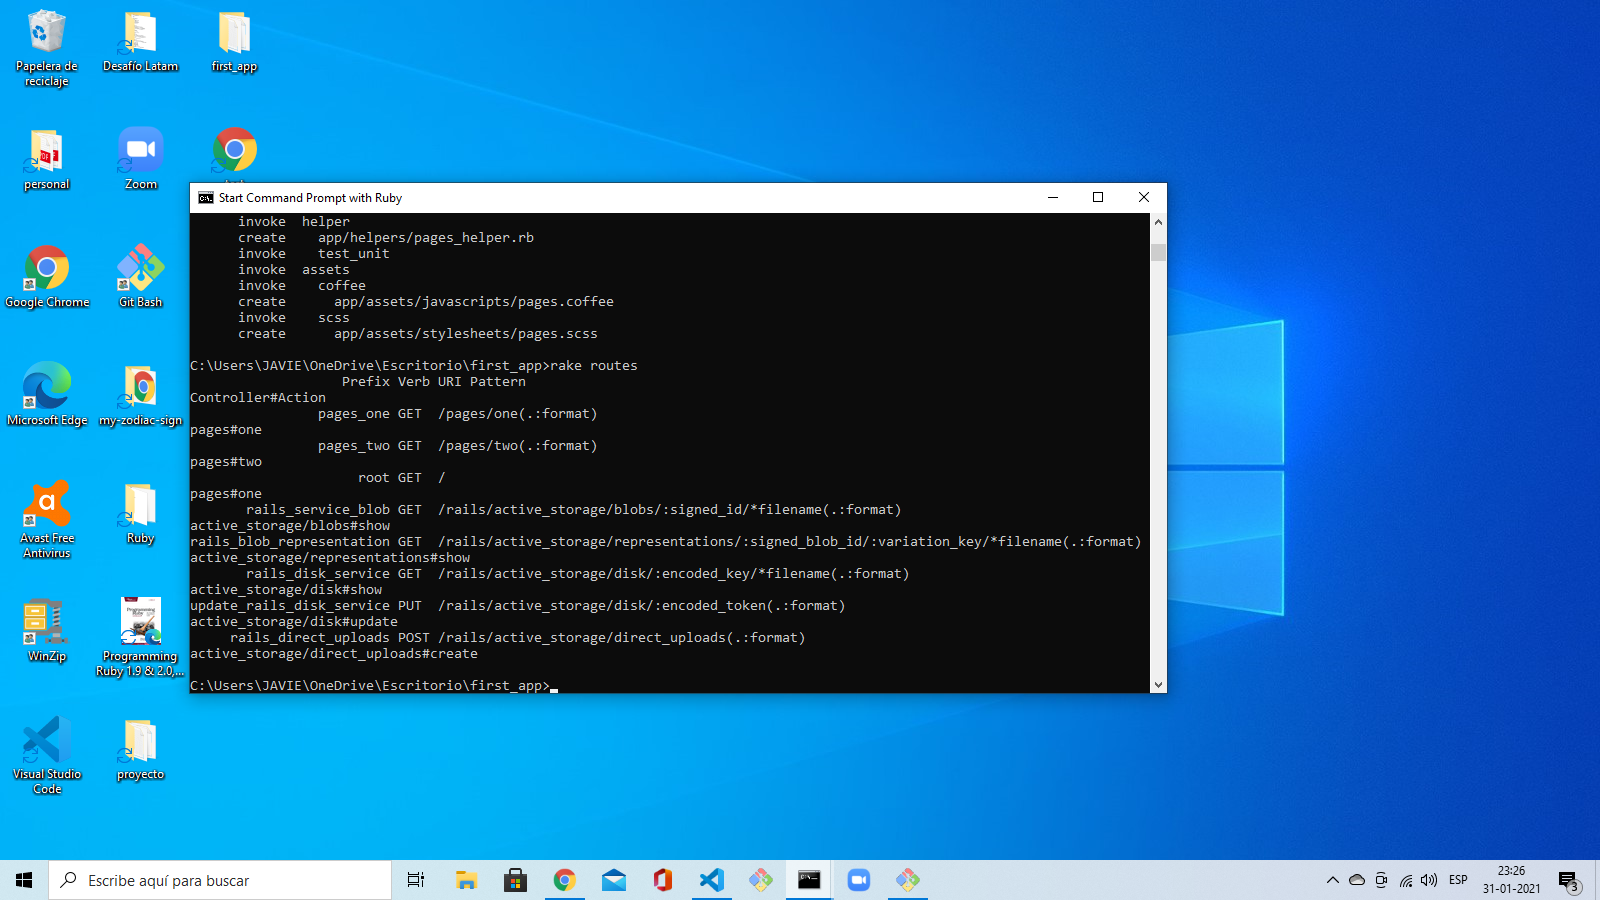 Papelera de
reciclaje
Desafío Latam
first_app
personal
Zoom
Google Chrome
Git Bash
Microsoft Edge
my-zodiac-sign
Avast Free
Antivirus
Ruby
WinZip
Programming
Ruby 1.9 & 2.0,...
Visual Studio
Code
proyecto
Start Command Prompt with Ruby
invoke  helper
create    app/helpers/pages_helper.rb
invoke    test_unit
invoke  assets
invoke    coffee
create      app/assets/javascripts/pages.coffee
invoke    scss
create      app/assets/stylesheets/pages.scss
C:\Users\JAVIE\OneDrive\Escritorio\first_app>rake routes
Prefix Verb URI Pattern
Controller#Action
pages_one GET  /pages/one(.:format)
pages#one
pages_two GET  /pages/two(.:format)
pages#two
root GET  /
pages#one
rails_service_blob GET  /rails/active_storage/blobs/:signed_id/*filename(.:format)
active_storage/blobs#show
rails_blob_representation GET  /rails/active_storage/representations/:signed_blob_id/:variation_key/*filename(.:format)
active_storage/representations#show
rails_disk_service GET  /rails/active_storage/disk/:encoded_key/*filename(.:format)
active_storage/disk#show
update_rails_disk_service PUT  /rails/active_storage/disk/:encoded_token(.:format)
active_storage/disk#update
rails_direct_uploads POST /rails/active_storage/direct_uploads(.:format)
active_storage/direct_uploads#create
C:\Users\JAVIE\OneDrive\Escritorio\first_app>
Escribe aquí para buscar
ESP
23:26
31-01-2021
3